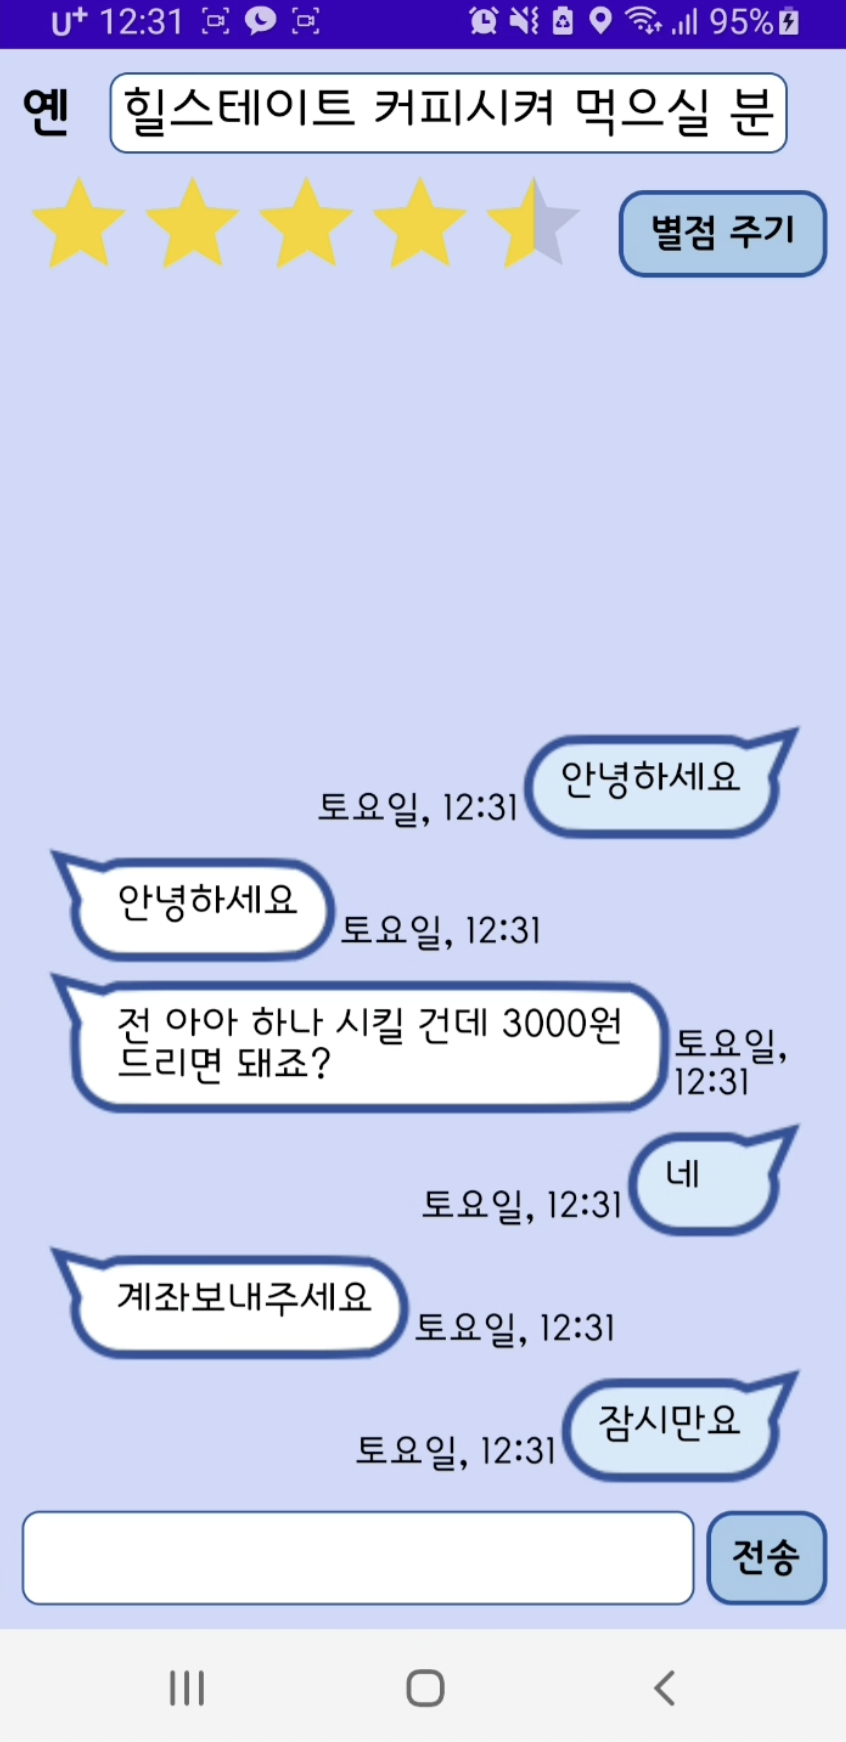 U+ 12:31 95%
옌 힐스테이트 커피시켜 먹으실 분
별점 주기
안녕하세요
토요일, 12:31
안녕하세요
토요일, 12:31
전 아아 하나 시킬 건데 3000원
드리면 돼죠?
토요일,
12:31
네
토요일, 12:31
계좌보내주세요
토요일, 12:31
잠시만요
토요일, 12:31
전송